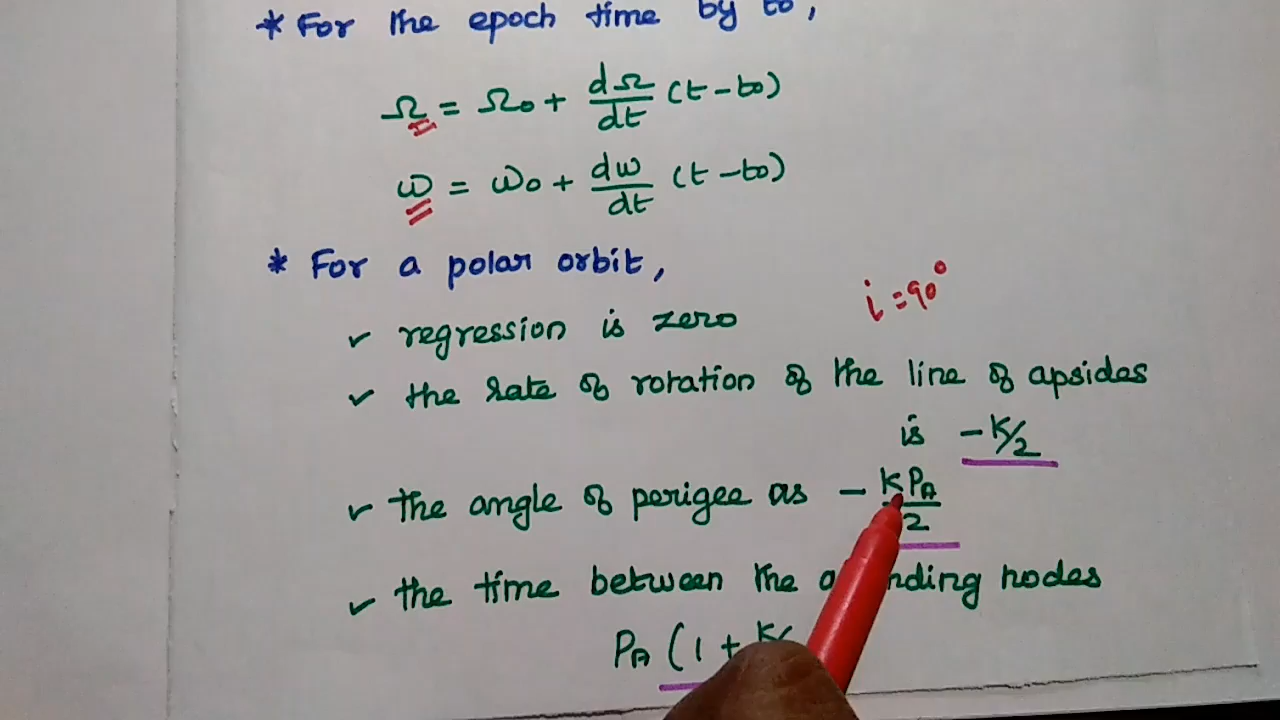 * For the epoch time by to,
Ω = Ω₀ + dΩ/dt (t - t₀)
ω = ω₀ + dω/dt (t - t₀)
* For a polar orbit,
i = 90°
✓ regression is zero
✓ the rate of rotation of the line of apsides
is -K/2
✓ the angle of perigee as - KPA/2
✓ the time between the nodes
PA (1 + K/